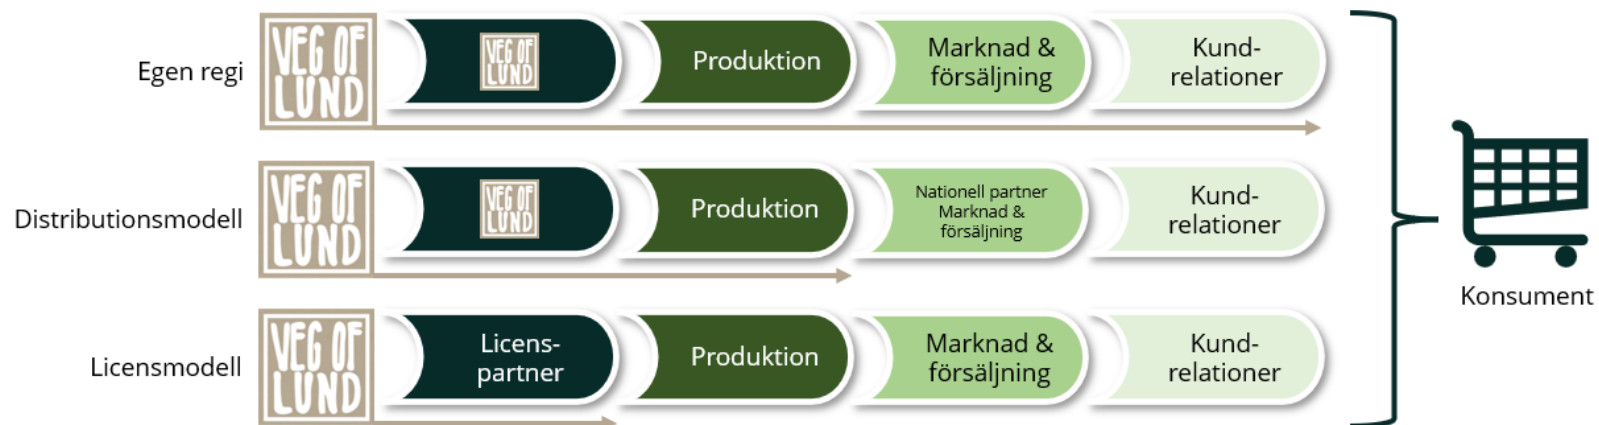 VEG OF
LUND
Egen regi
VEG OF
LUND
Produktion
Marknad &
försäljning
Kund-
relationer
VEG OF
LUND
Distributionsmodell
VEG OF
LUND
Produktion
Nationell partner
Marknad &
försäljning
Kund-
relationer
Konsument
VEG OF
LUND
Licensmodell
Licens-
partner
Produktion
Marknad &
försäljning
Kund-
relationer